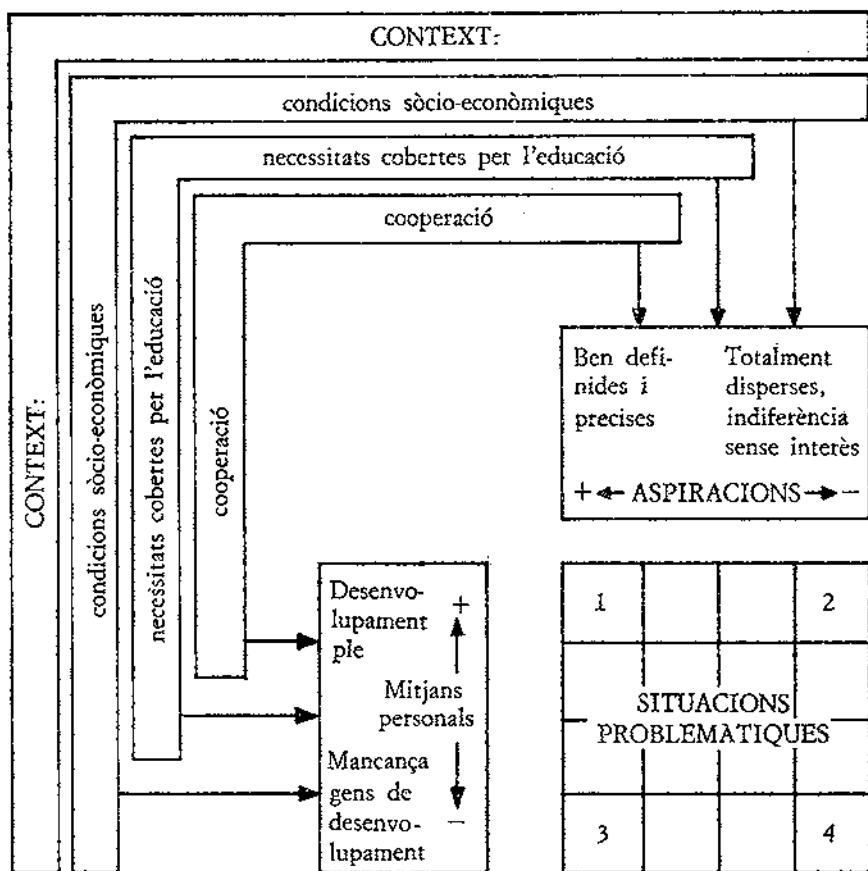 CONTEXT:
condicions sòcio-econòmiques
necessitats cobertes per l'educació
cooperació
CONTEXT:
condicions sòcio-econòmiques
necessitats cobertes per l'educació
cooperació
Ben defi-
nides i
precises
Totalment
disperses,
indiferència
sense interès
+ ASPIRACIONS −
Desenvo-
lupament
ple
+
Mitjans
personals
Mancança
gens de
desenvo-
lupament
−
1 2
SITUACIONS
PROBLEMÀTIQUES
3 4